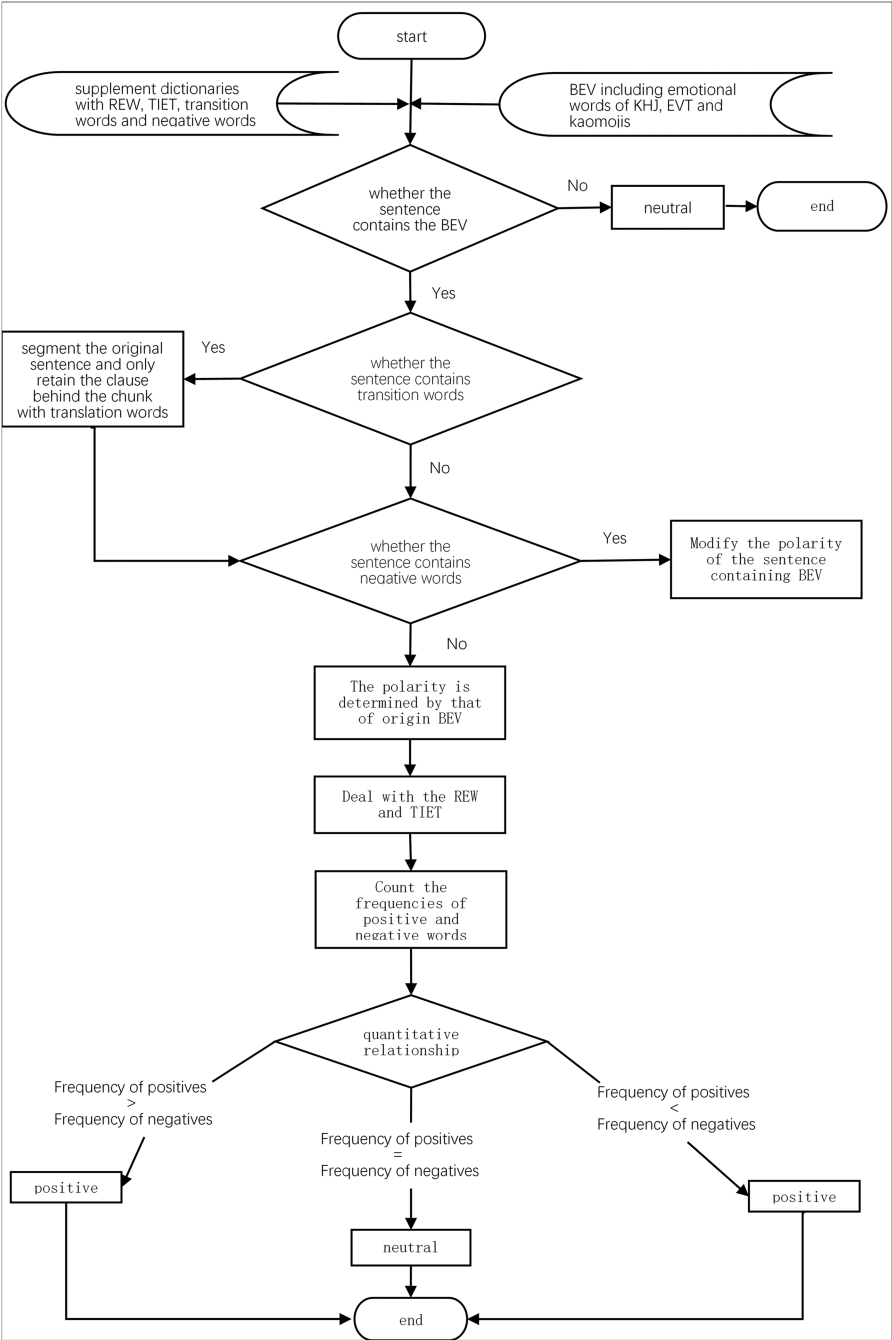 start
supplement dictionaries
with REW, TIET, transition
words and negative words
BEV including emotional
words of KHJ, EVT and
kaomojis
whether the
sentence
contains the BEV
No
neutral
end
Yes
segment the original
sentence and only
retain the clause
behind the chunk
with translation words
Yes
whether the
sentence contains
transition words
No
whether the
sentence contains
negative words
Yes
Modify the polarity
of the sentence
containing BEV
No
The polarity is
determined by that
of origin BEV
Deal with the REW
and TIET
Count the
frequencies of
positive and
negative words
quantitative
relationship
Frequency of positives
>
Frequency of negatives
Frequency of positives
=
Frequency of negatives
Frequency of positives
<
Frequency of negatives
positive
neutral
positive
end